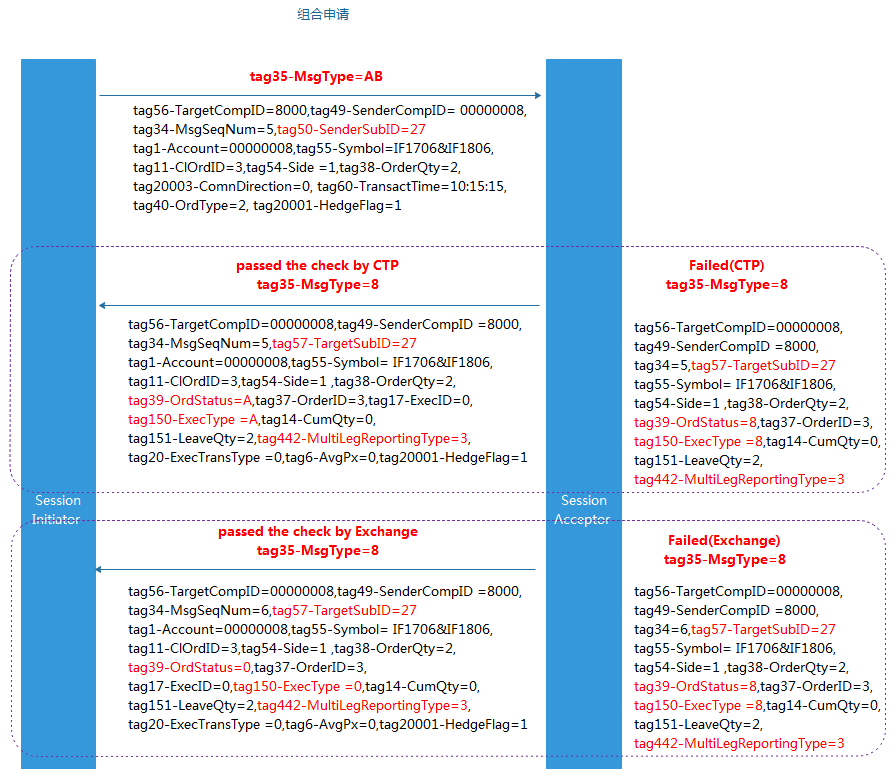 组合申请
tag35-MsgType=AB
tag56-TargetCompID=8000,tag49-SenderCompID= 00000008,
tag34-MsgSeqNum=5,tag50-SenderSubID=27
tag1-Account=00000008,tag55-Symbol=IF1706&IF1806,
tag11-ClOrdID=3,tag54-Side =1,tag38-OrderQty=2,
tag20003-ComnDirection=0, tag60-TransactTime=10:15:15,
tag40-OrdType=2, tag20001-HedgeFlag=1
passed the check by CTP
tag35-MsgType=8
tag56-TargetCompID=00000008,tag49-SenderCompID =8000,
tag34-MsgSeqNum=5,tag57-TargetSubID=27
tag1-Account=00000008,tag55-Symbol= IF1706&IF1806,
tag11-ClOrdID=3,tag54-Side=1 ,tag38-OrderQty=2,
tag39-OrdStatus=A,tag37-OrderID=3,tag17-ExecID=0,
tag150-ExecType =A,tag14-CumQty=0,
tag151-LeaveQty=2,tag442-MultiLegReportingType=3,
tag20-ExecTransType =0,tag6-AvgPx=0,tag20001-HedgeFlag=1
Failed(CTP)
tag35-MsgType=8
tag56-TargetCompID=00000008,
tag49-SenderCompID =8000,
tag34=5,tag57-TargetSubID=27
tag55-Symbol= IF1706&IF1806,
tag54-Side=1 ,tag38-OrderQty=2,
tag39-OrdStatus=8,tag37-OrderID=3,
tag150-ExecType =8,tag14-CumQty=0,
tag151-LeaveQty=2,
tag442-MultiLegReportingType=3
Session
Initiator
Session
Acceptor
passed the check by Exchange
tag35-MsgType=8
tag56-TargetCompID=00000008,tag49-SenderCompID =8000,
tag34-MsgSeqNum=6,tag57-TargetSubID=27
tag1-Account=00000008,tag55-Symbol= IF1706&IF1806,
tag11-ClOrdID=3,tag54-Side=1 ,tag38-OrderQty=2,
tag39-OrdStatus=0,tag37-OrderID=3,
tag17-ExecID=0,tag150-ExecType =0,tag14-CumQty=0,
tag151-LeaveQty=2,tag442-MultiLegReportingType=3,
tag20-ExecTransType =0,tag6-AvgPx=0,tag20001-HedgeFlag=1
Failed(Exchange)
tag35-MsgType=8
tag56-TargetCompID=00000008,
tag49-SenderCompID =8000,
tag34=6,tag57-TargetSubID=27
tag55-Symbol= IF1706&IF1806,
tag54-Side=1 ,tag38-OrderQty=2,
tag39-OrdStatus=8,tag37-OrderID=3,
tag150-ExecType =8,tag14-CumQty=0,
tag151-LeaveQty=2,
tag442-MultiLegReportingType=3